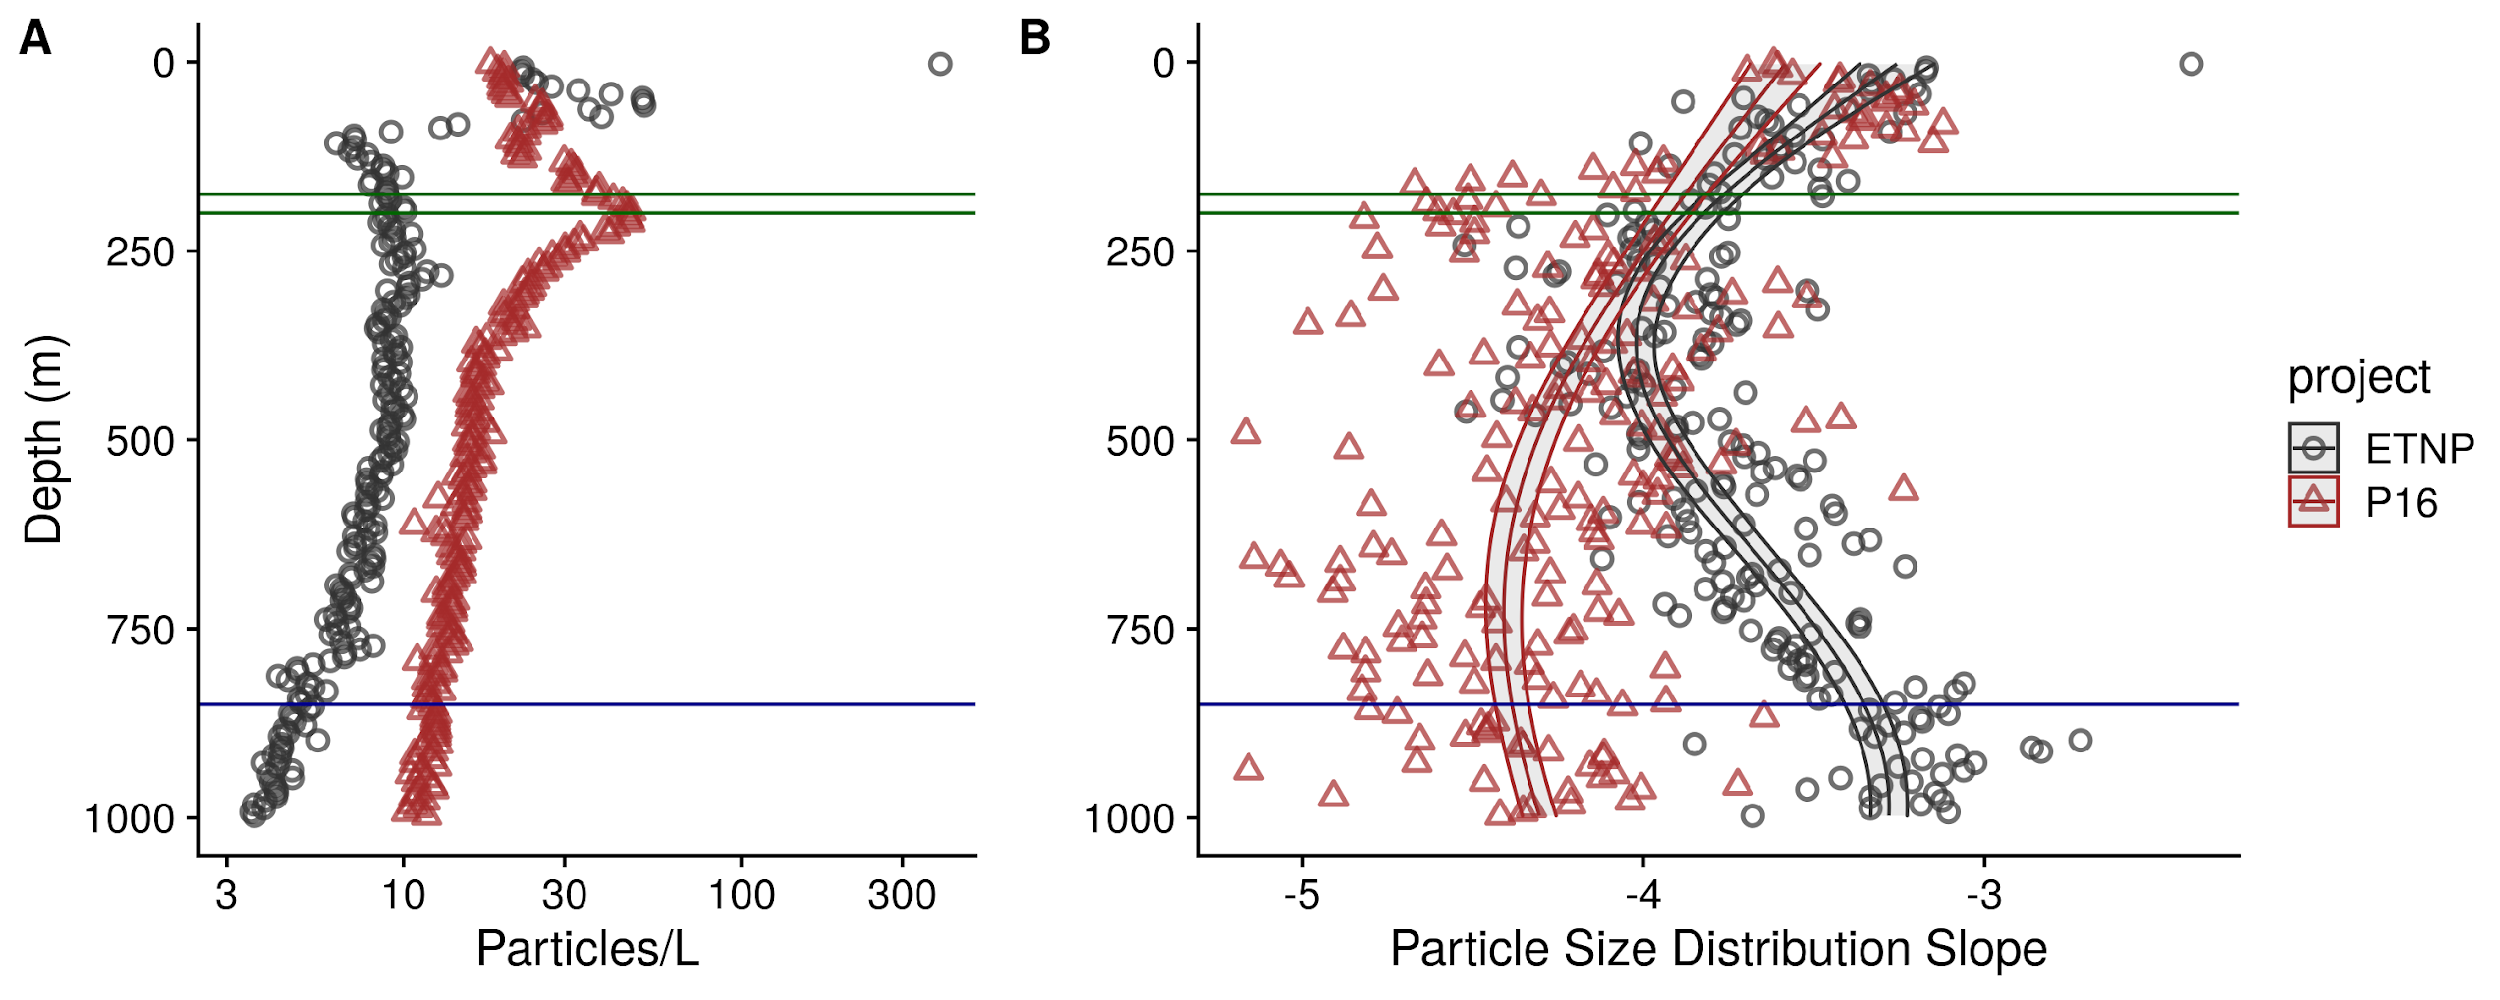 A
B
0
250
500
750
1000
Depth (m)
3
10
30
100
300
Particles/L
0
250
500
750
1000
-5
-4
-3
Particle Size Distribution Slope
project
ETNP
P16